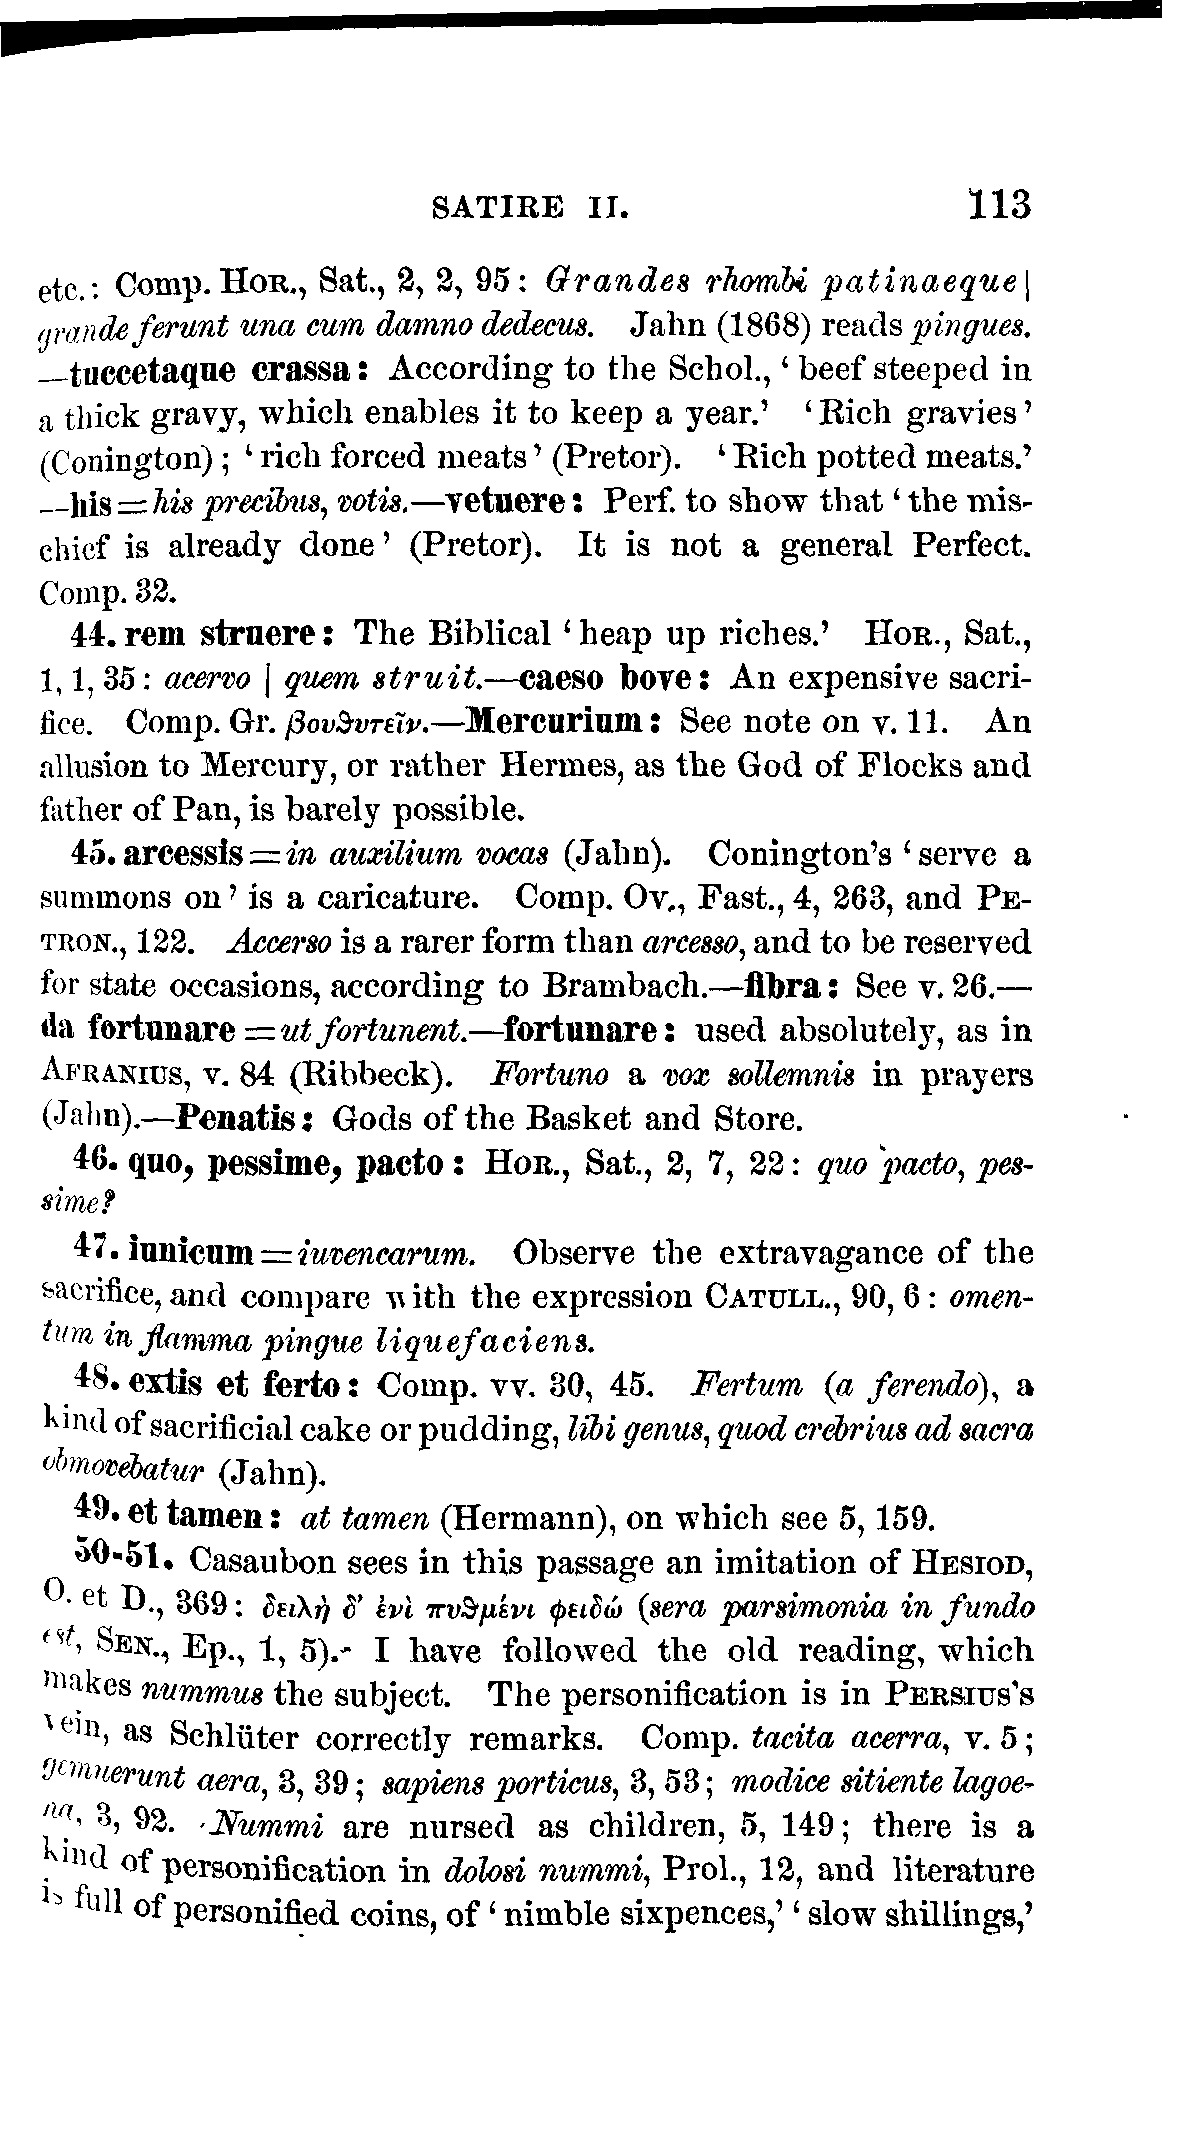 SATIRE II. 113
etc.: Comp. HOR., Sat., 2, 2, 95: Grandes rhombi patinaeque |
grande ferunt una cum damno dedecus. Jahn (1868) reads pingues.
—tuccetaque crassa: According to the Schol., ‘beef steeped in
a thick gravy, which enables it to keep a year.’ ‘Rich gravies’
(Conington); ‘rich forced meats’ (Pretor). ‘Rich potted meats.’
—his = his precibus, votis.—vetuere: Perf. to show that ‘the mis-
chief is already done’ (Pretor). It is not a general Perfect.
Comp. 32.
44. rem struere: The Biblical ‘heap up riches.’ HOR., Sat.,
1, 1, 35: acervo | quem struit.—caeso bove: An expensive sacri-
fice. Comp. Gr. βουϑυτεῖν.—Mercurium: See note on v. 11. An
allusion to Mercury, or rather Hermes, as the God of Flocks and
father of Pan, is barely possible.
45. arcessis = in auxilium vocas (Jahn). Conington's ‘serve a
summons on’ is a caricature. Comp. OV., Fast., 4, 263, and PE-
TRON., 122. Accerso is a rarer form than arcesso, and to be reserved
for state occasions, according to Brambach.—fibra: See v. 26.—
da fortunare = ut fortunent.—fortunare: used absolutely, as in
AFRANIUS, v. 84 (Ribbeck). Fortuno a vox sollemnis in prayers
(Jahn).—Penatis: Gods of the Basket and Store.
46. quo, pessime, pacto: HOR., Sat., 2, 7, 22: quo pacto, pes-
sime?
47. iunicum = iuvencarum. Observe the extravagance of the
sacrifice, and compare with the expression CATULL., 90, 6: omen-
tum in flamma pingue liquefaciens.
48. extis et ferto: Comp. vv. 30, 45. Fertum (a ferendo), a
kind of sacrificial cake or pudding, libi genus, quod crebrius ad sacra
obmovebatur (Jahn).
49. et tamen: at tamen (Hermann), on which see 5, 159.
50-51. Casaubon sees in this passage an imitation of HESIOD,
O. et D., 369: δειλὴ δ’ ἐνὶ πυϑμένι φειδώ (sera parsimonia in fundo
est, SEN., Ep., 1, 5).- I have followed the old reading, which
makes nummus the subject. The personification is in PERSIUS'S
vein, as Schlüter correctly remarks. Comp. tacita acerra, v. 5;
gemuerunt aera, 3, 39; sapiens porticus, 3, 53; modice sitiente lagoe-
na, 3, 92. Nummi are nursed as children, 5, 149; there is a
kind of personification in dolosi nummi, Prol., 12, and literature
is full of personified coins, of ‘nimble sixpences,’ ‘slow shillings,’